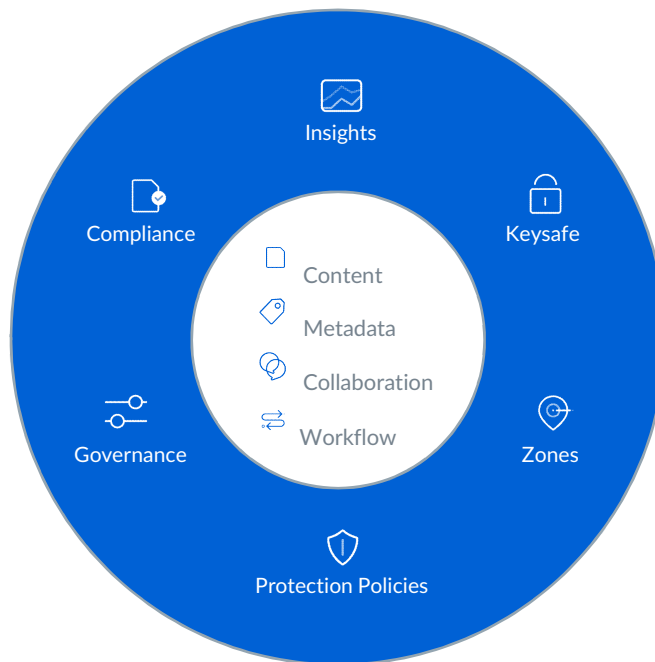 Insights
Compliance
Keysafe
Content
Metadata
Collaboration
Workflow
Governance
Zones
Protection Policies